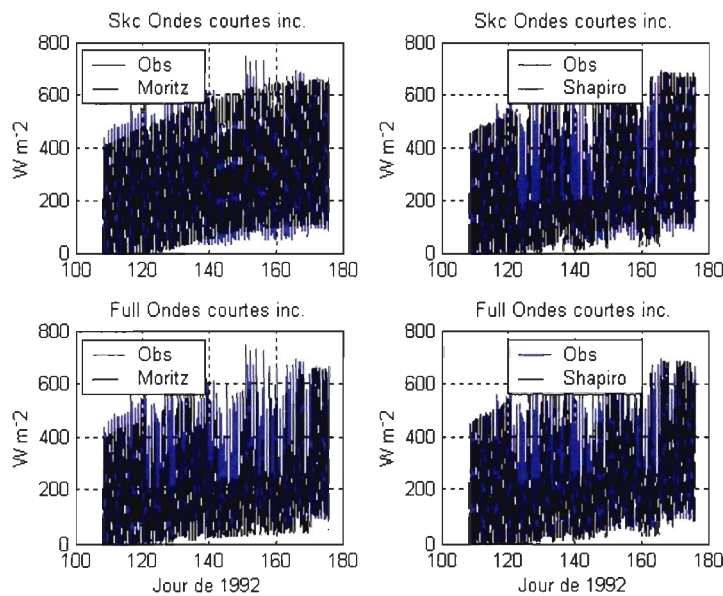 Skc Ondes courtes inc.
800
600
400
200
0
W m-2
Obs
Moritz
100 120 140 160 180
Skc Ondes courtes inc.
800
600
400
200
0
W m-2
Obs
Shapiro
100 120 140 160 180
Full Ondes courtes inc.
800
600
400
200
0
W m-2
Obs
Moritz
100 120 140 160 180
Jour de 1992
Full Ondes courtes inc.
800
600
400
200
0
W m-2
Obs
Shapiro
100 120 140 160 180
Jour de 1992